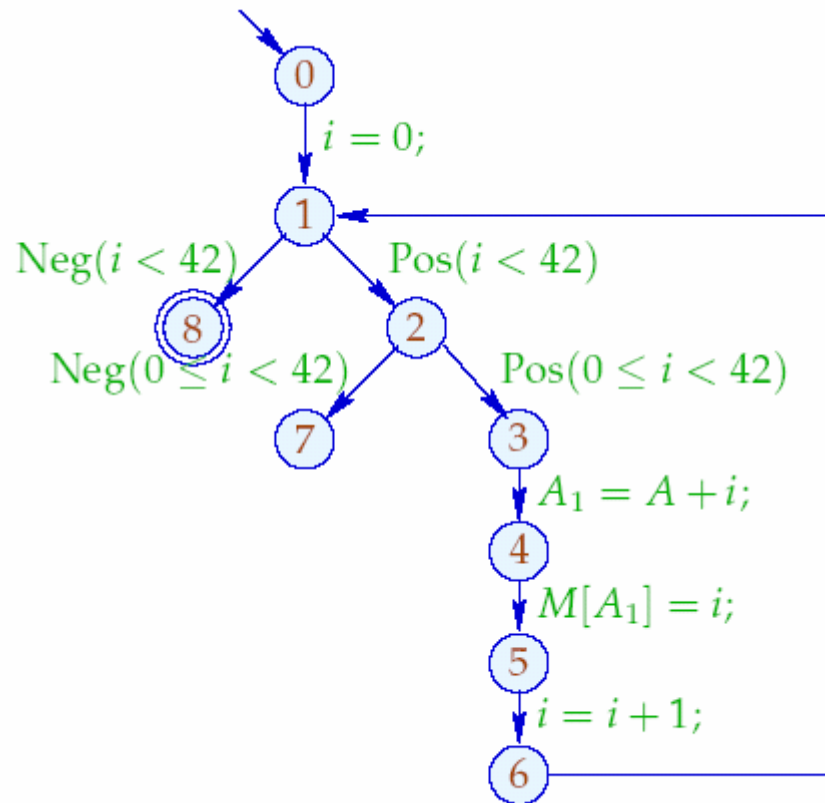 0
i = 0;
1
Neg(i < 42) Pos(i < 42)
8 2
Neg(0 ≤ i < 42) Pos(0 ≤ i < 42)
7 3
A₁ = A + i;
4
M[A₁] = i;
5
i = i + 1;
6